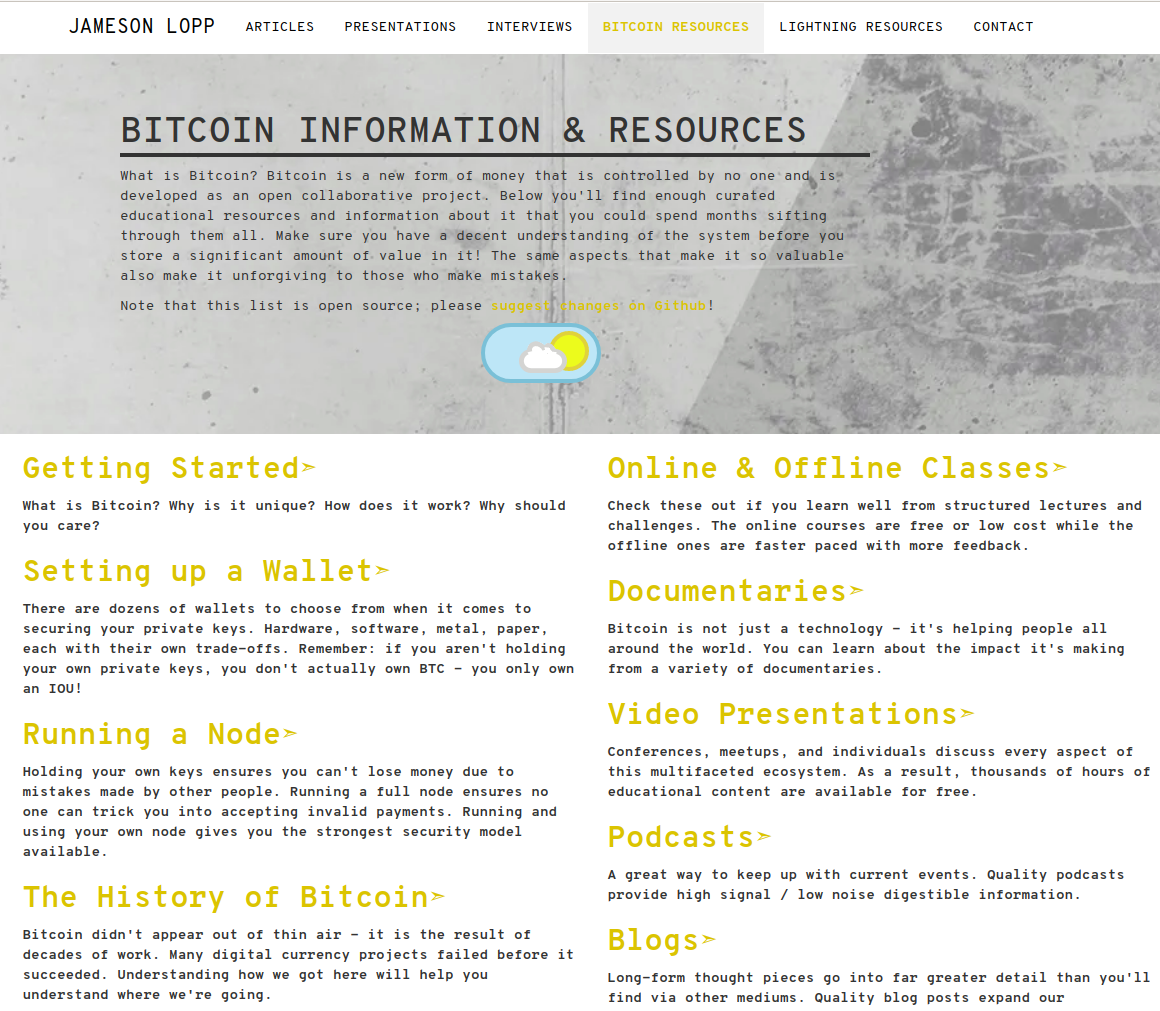 JAMESON LOPP ARTICLES PRESENTATIONS INTERVIEWS BITCOIN RESOURCES LIGHTNING RESOURCES CONTACT
BITCOIN INFORMATION & RESOURCES
What is Bitcoin? Bitcoin is a new form of money that is controlled by no one and is
developed as an open collaborative project. Below you'll find enough curated
educational resources and information about it that you could spend months sifting
through them all. Make sure you have a decent understanding of the system before you
store a significant amount of value in it! The same aspects that make it so valuable
also make it unforgiving to those who make mistakes.
Note that this list is open source; please suggest changes on Github!
Getting Started➣
What is Bitcoin? Why is it unique? How does it work? Why should
you care?
Setting up a Wallet➣
There are dozens of wallets to choose from when it comes to
securing your private keys. Hardware, software, metal, paper,
each with their own trade-offs. Remember: if you aren't holding
your own private keys, you don't actually own BTC - you only own
an IOU!
Running a Node➣
Holding your own keys ensures you can't lose money due to
mistakes made by other people. Running a full node ensures no
one can trick you into accepting invalid payments. Running and
using your own node gives you the strongest security model
available.
The History of Bitcoin➣
Bitcoin didn't appear out of thin air - it is the result of
decades of work. Many digital currency projects failed before it
succeeded. Understanding how we got here will help you
understand where we're going.
Online & Offline Classes➣
Check these out if you learn well from structured lectures and
challenges. The online courses are free or low cost while the
offline ones are faster paced with more feedback.
Documentaries➣
Bitcoin is not just a technology - it's helping people all
around the world. You can learn about the impact it's making
from a variety of documentaries.
Video Presentations➣
Conferences, meetups, and individuals discuss every aspect of
this multifaceted ecosystem. As a result, thousands of hours of
educational content are available for free.
Podcasts➣
A great way to keep up with current events. Quality podcasts
provide high signal / low noise digestible information.
Blogs➣
Long-form thought pieces go into far greater detail than you'll
find via other mediums. Quality blog posts expand our